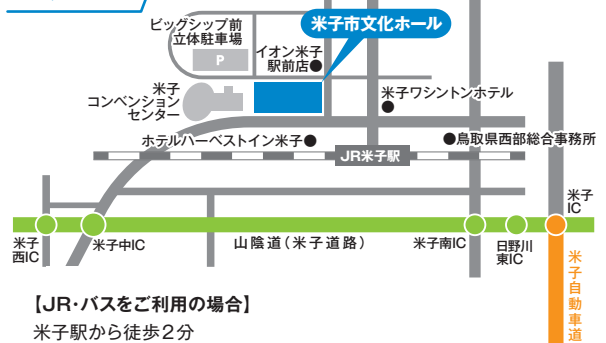 米子市文化ホール
ビッグシップ前
立体駐車場
P
イオン米子
駅前店●
米子
コンベンション
センター
米子ワシントンホテル
●
ホテルハーベストイン米子●
●鳥取県西部総合事務所
JR米子駅
米子
IC
米子
西IC
米子中IC
山陰道(米子道路)
米子南IC
日野川
東IC
米子自動車道
【JR・バスをご利用の場合】
米子駅から徒歩2分